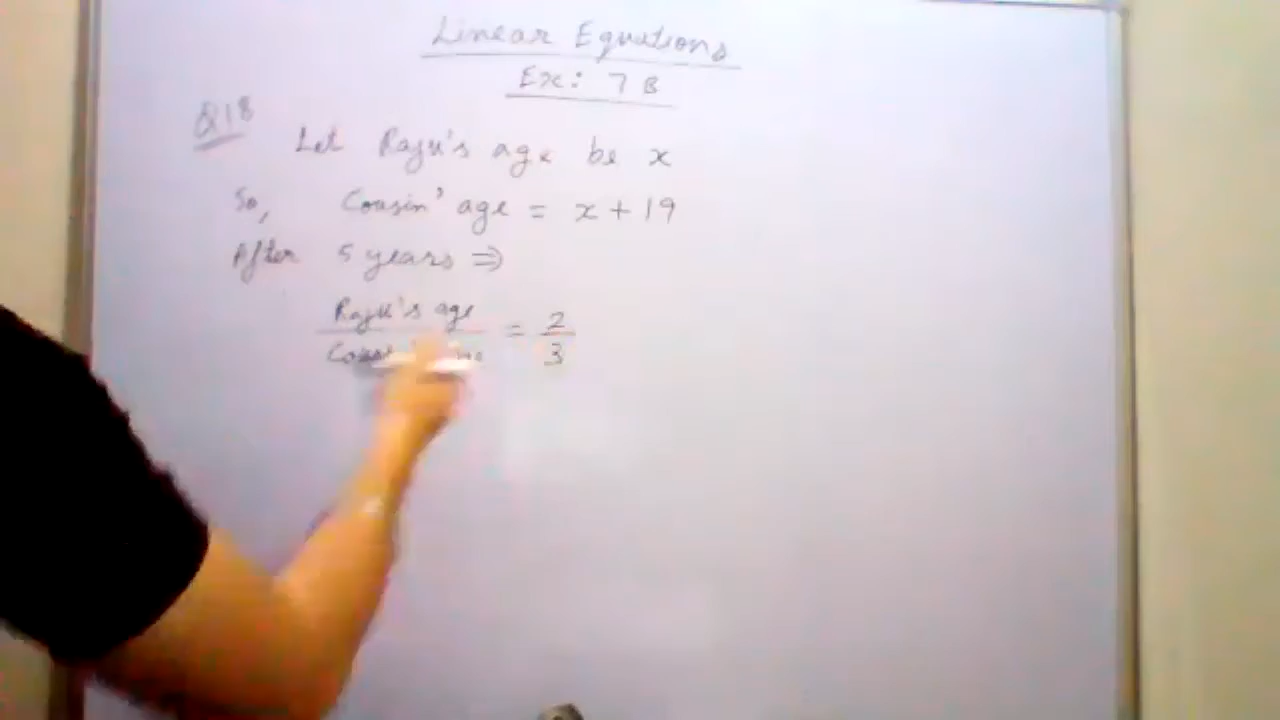 Linear Equations
Ex: 7B
Q18 Let Raju's age be x
So, Cousin' age = x + 19
After 5 years ⇒
Raju's age = 2
3